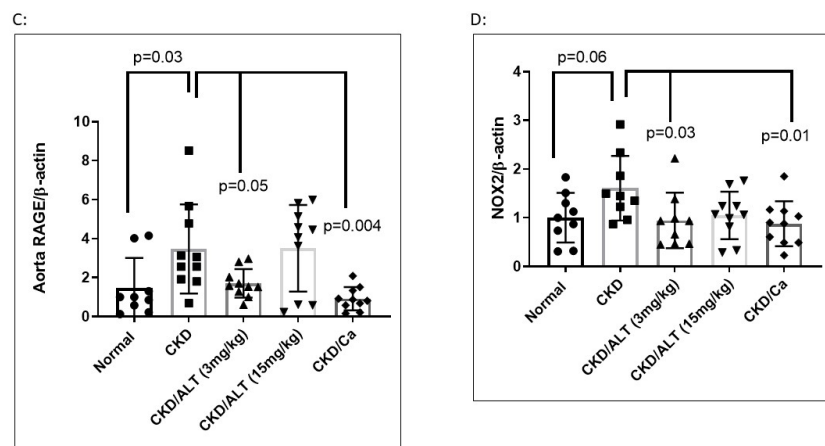 C:
p=0.03
10
8
6
4
2
0
Aorta RAGE/β-actin
p=0.05
p=0.004
Normal
CKD
CKD/ALT (3mg/kg)
CKD/ALT (15mg/kg)
CKD/Ca
D:
p=0.06
4
3
2
1
0
NOX2/β-actin
p=0.03
p=0.01
Normal
CKD
CKD/ALT (3mg/kg)
CKD/ALT (15mg/kg)
CKD/Ca